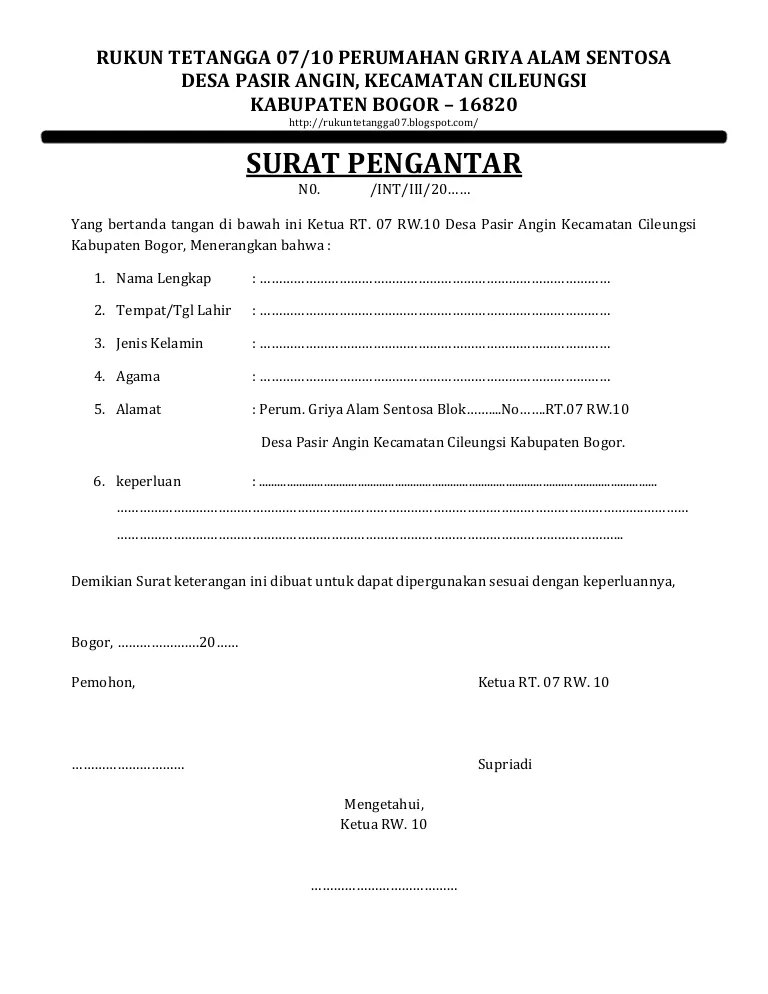 RUKUN TETANGGA 07/10 PERUMAHAN GRIYA ALAM SENTOSA
DESA PASIR ANGIN, KECAMATAN CILEUNGSI
KABUPATEN BOGOR – 16820
http://rukuntetangga07.blogspot.com/
SURAT PENGANTAR
N0. /INT/III/20……
Yang bertanda tangan di bawah ini Ketua RT. 07 RW.10 Desa Pasir Angin Kecamatan Cileungsi
Kabupaten Bogor, Menerangkan bahwa :
1. Nama Lengkap : …………………………………………………………………………………
2. Tempat/Tgl Lahir : …………………………………………………………………………………
3. Jenis Kelamin : …………………………………………………………………………………
4. Agama : …………………………………………………………………………………
5. Alamat : Perum. Griya Alam Sentosa Blok……....No…….RT.07 RW.10
Desa Pasir Angin Kecamatan Cileungsi Kabupaten Bogor.
6. keperluan : ....................................................................................................................................
………………………………………………………………………………………………………………………………………
……………………………………………………………………………………………………………………...
Demikian Surat keterangan ini dibuat untuk dapat dipergunakan sesuai dengan keperluannya,
Bogor, ………………….20……
Pemohon, Ketua RT. 07 RW. 10
………………………… Supriadi
Mengetahui,
Ketua RW. 10
…………………………………